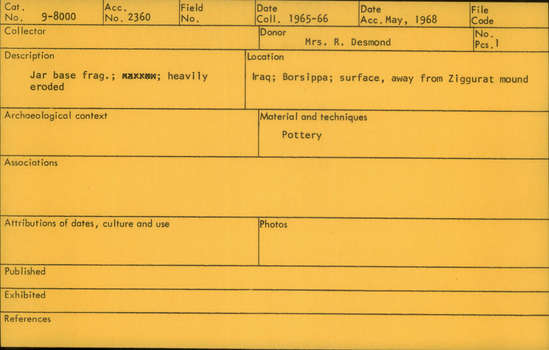 Cat. No. 9-8000 Acc. No. 2360 Field No. Date Coll. 1965-66 Date Acc. May, 1968 File Code
Collector Donor Mrs. R. Desmond No. Pcs. 1
Description Location
Jar base frag.; ; heavily Iraq; Borsippa; surface, away from Ziggurat mound
eroded
Archaeological context Material and techniques
Pottery
Associations
Attributions of dates, culture and use Photos
Published
Exhibited
References